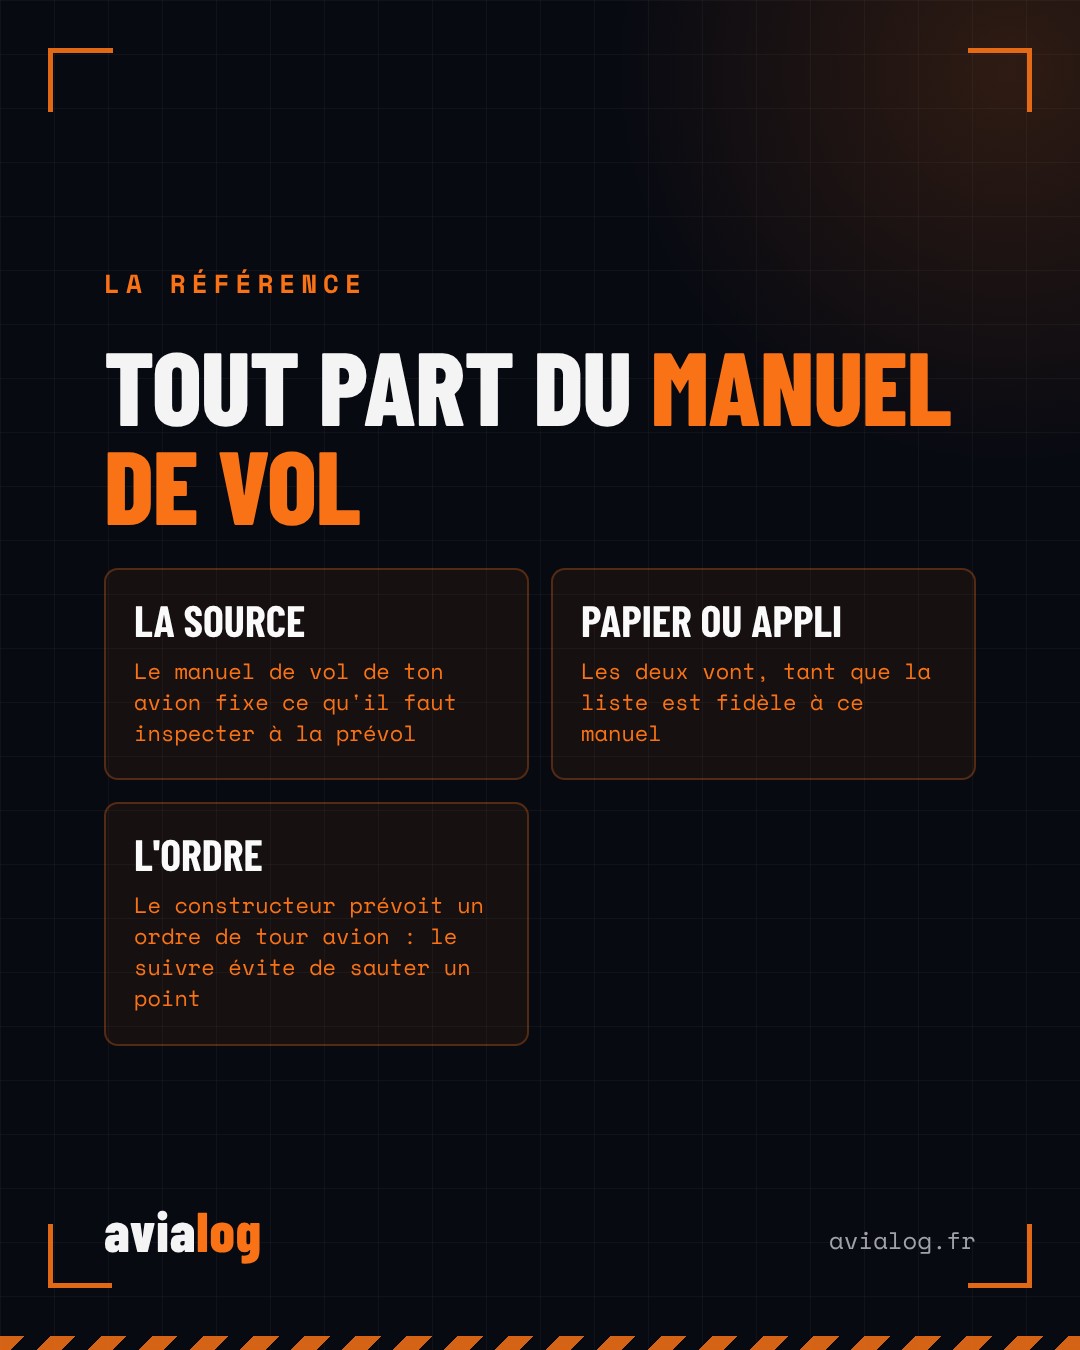 LA RÉFÉRENCE
TOUT PART DU MANUEL
DE VOL
LA SOURCE
Le manuel de vol de ton
avion fixe ce qu'il faut
inspecter à la prévol
PAPIER OU APPLI
Les deux vont, tant que la
liste est fidèle à ce
manuel
L'ORDRE
Le constructeur prévoit un
ordre de tour avion : le
suivre évite de sauter un
point
avialog
avialog.fr